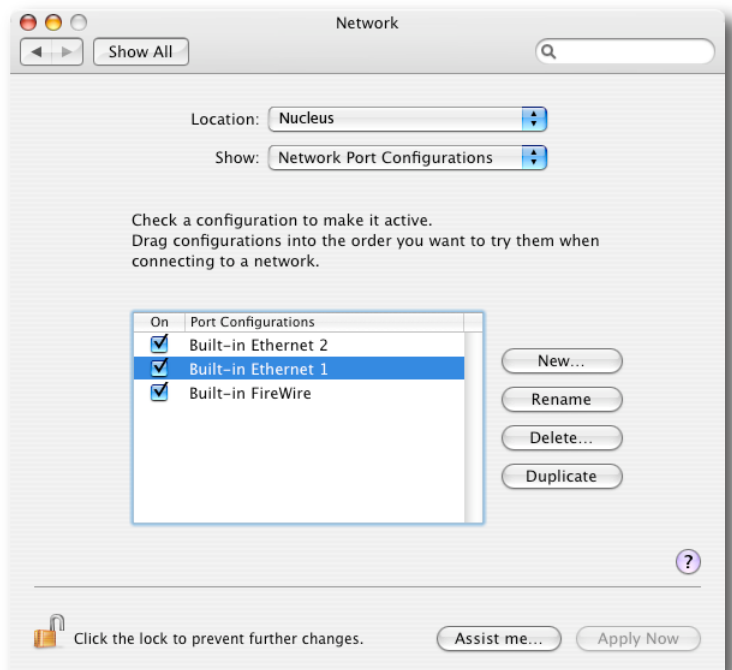 Network
Show All
Location: Nucleus
Show: Network Port Configurations
Check a configuration to make it active.
Drag configurations into the order you want to try them when
connecting to a network.
On Port Configurations
Built-in Ethernet 2
Built-in Ethernet 1
Built-in FireWire
New...
Rename
Delete...
Duplicate
?
Click the lock to prevent further changes.
Assist me...
Apply Now